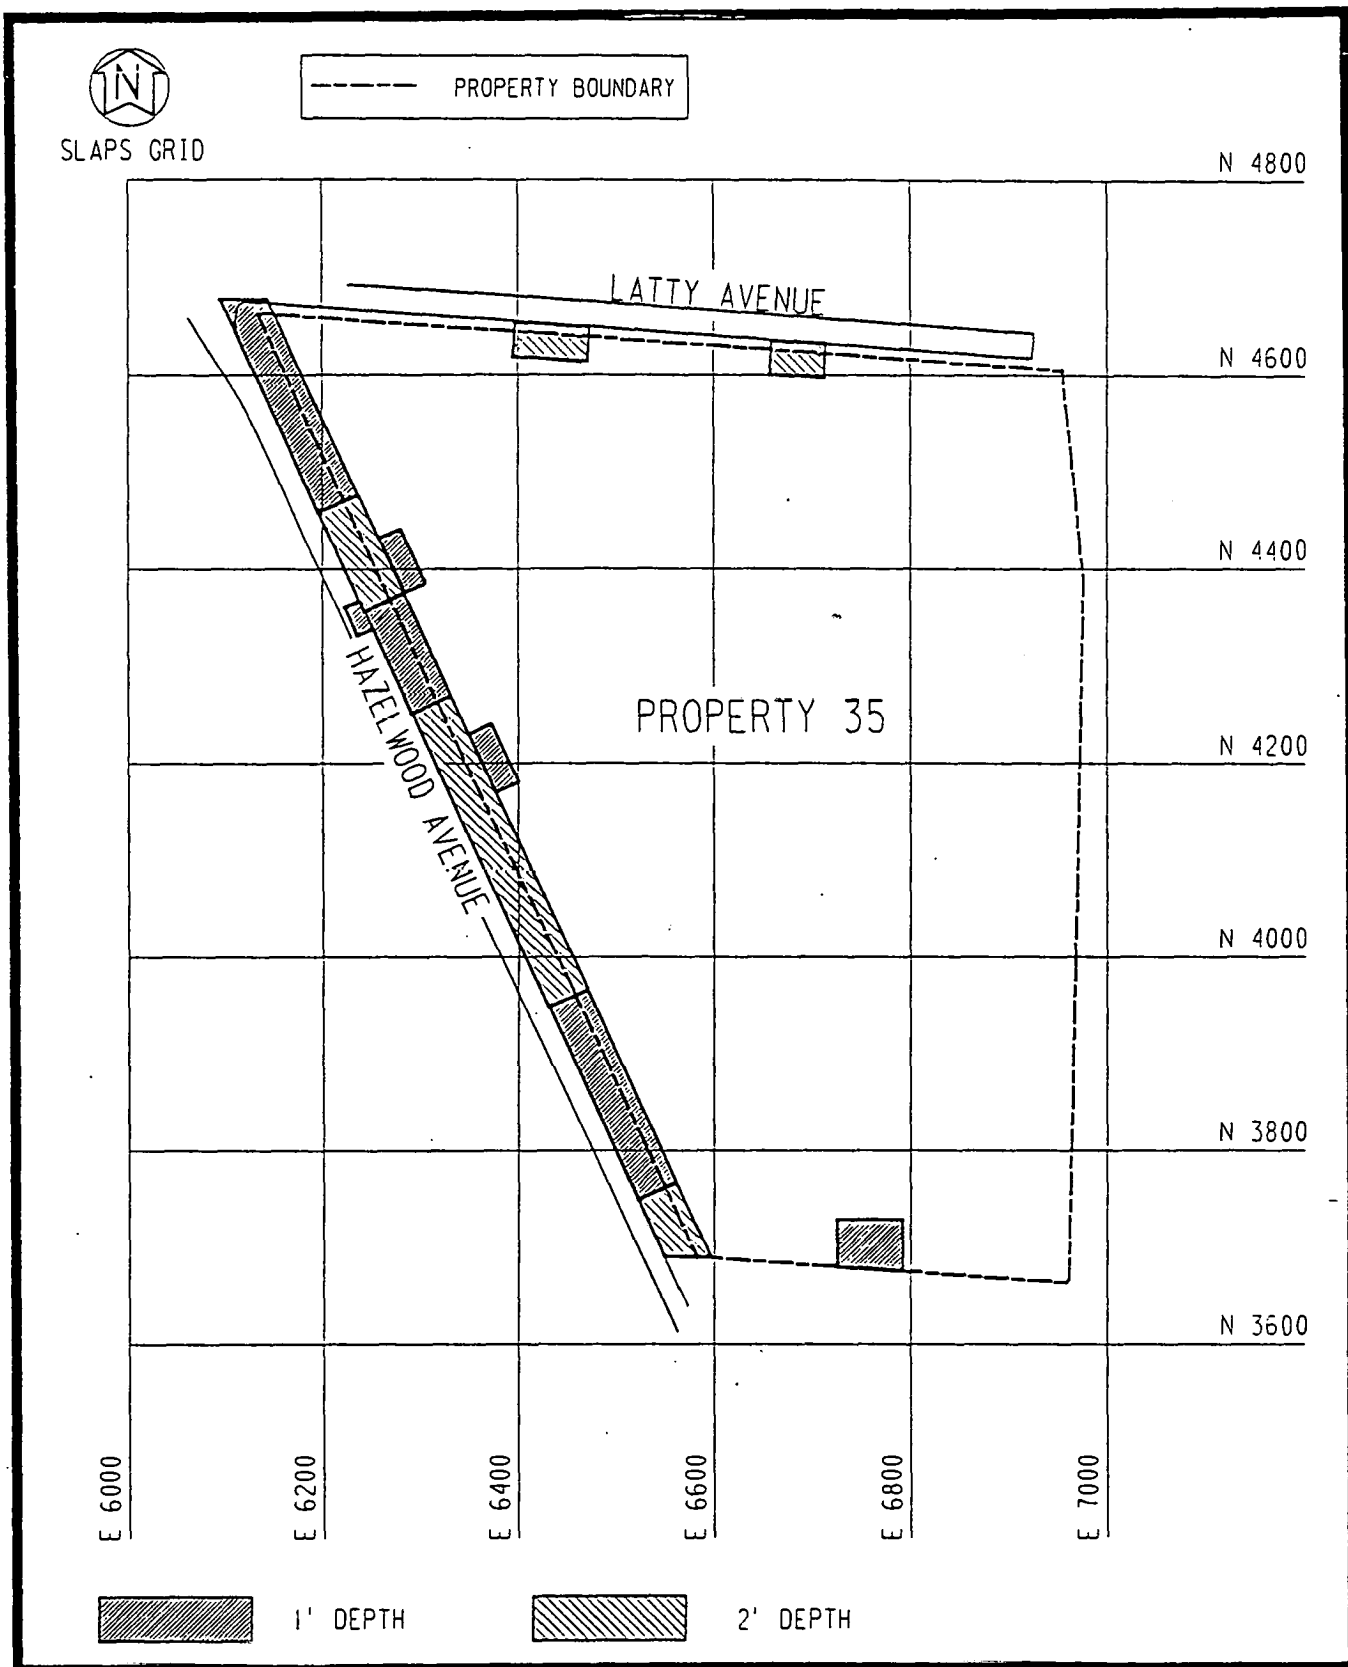 N
SLAPS GRID
PROPERTY BOUNDARY
N 4800
LATTY AVENUE
N 4600
N 4400
HAZELWOOD AVENUE
PROPERTY 35
N 4200
N 4000
N 3800
N 3600
E 6000
E 6200
E 6400
E 6600
E 6800
E 7000
1' DEPTH
2' DEPTH